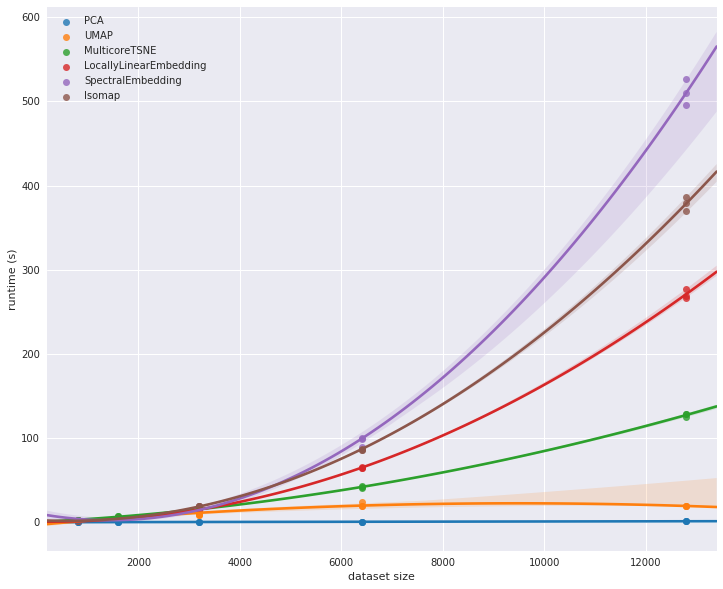 600
500
400
300
200
100
0
runtime (s)
PCA
UMAP
MulticoreTSNE
LocallyLinearEmbedding
SpectralEmbedding
Isomap
2000 4000 6000 8000 10000 12000
dataset size